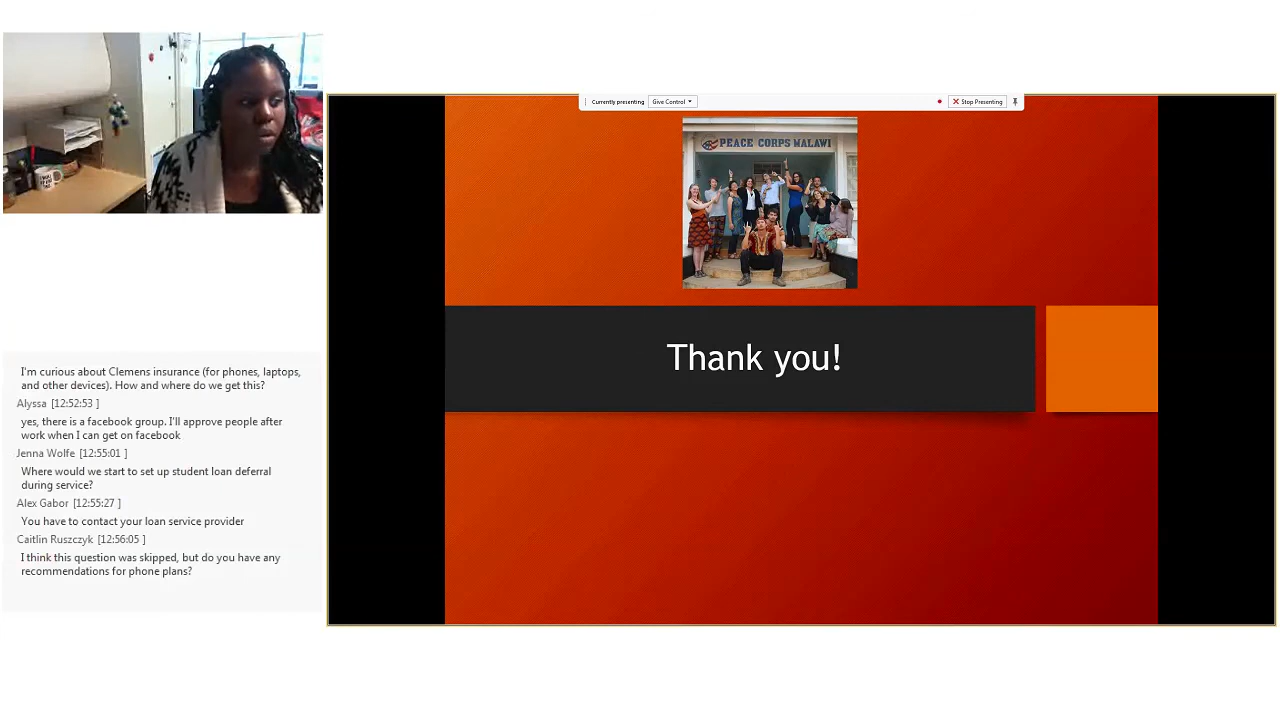 Currently presenting
Give Control
Stop Presenting
PEACE CORPS MALAWI
Thank you!
I'm curious about Clemens insurance (for phones, laptops,
and other devices). How and where do we get this?
Alyssa [12:52:53 ]
yes, there is a facebook group. I'll approve people after
work when I can get on facebook
Jenna Wolfe [12:55:01 ]
Where would we start to set up student loan deferral
during service?
Alex Gabor [12:55:27 ]
You have to contact your loan service provider
Caitlin Ruszczyk [12:56:05 ]
I think this question was skipped, but do you have any
recommendations for phone plans?